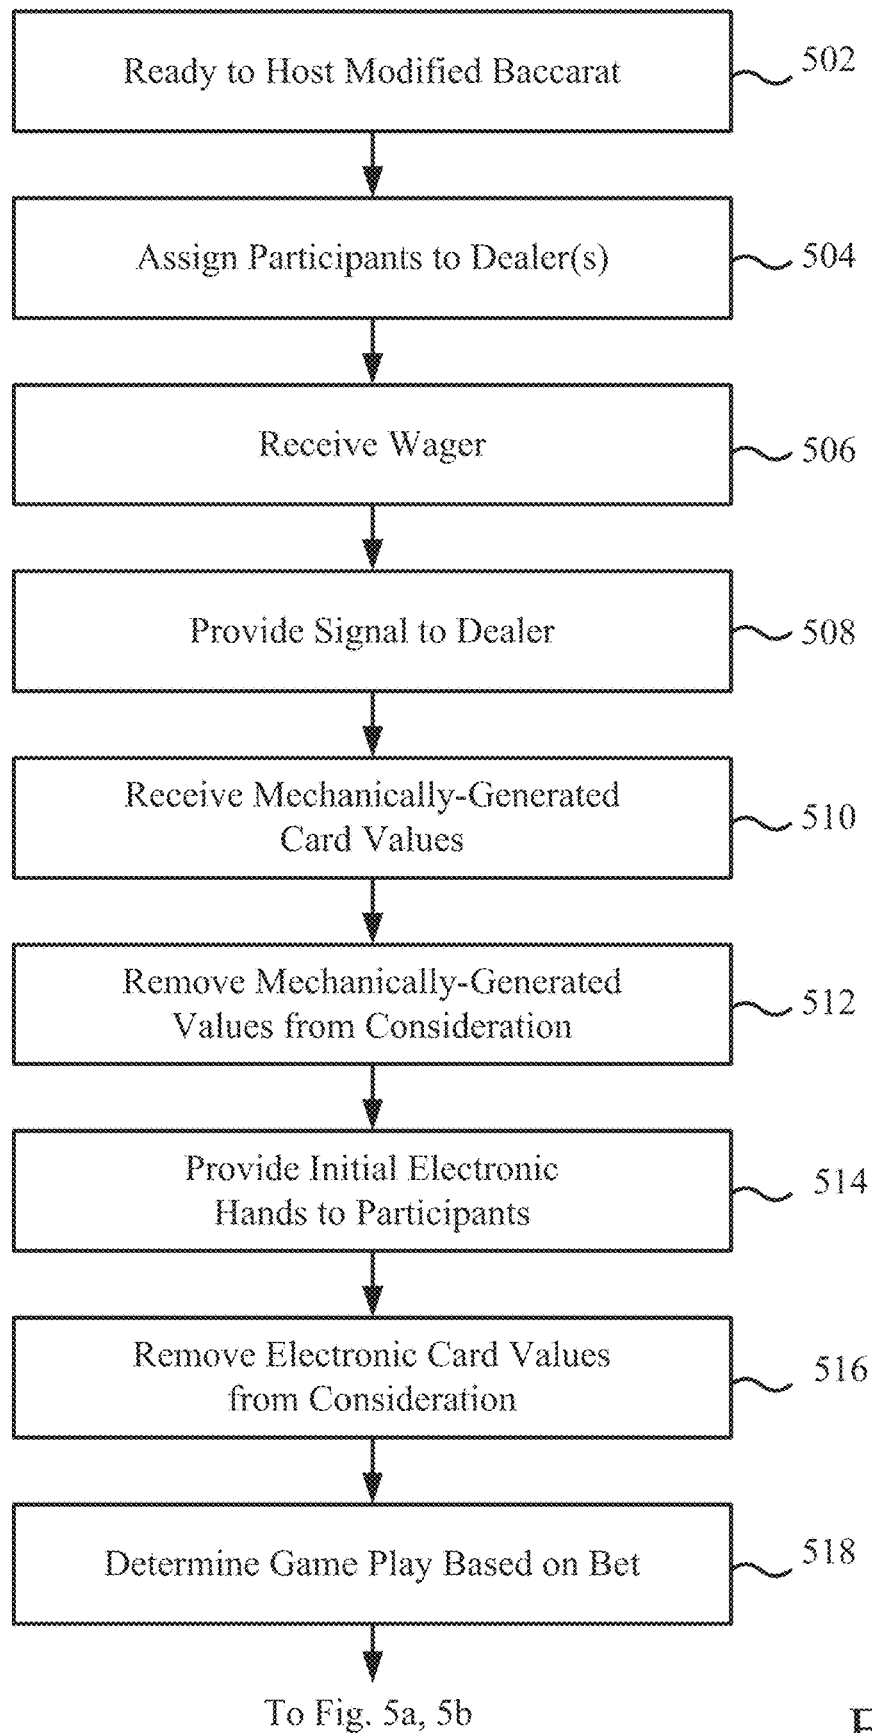 Ready to Host Modified Baccarat
502
Assign Participants to Dealer(s)
504
Receive Wager
506
Provide Signal to Dealer
508
Receive Mechanically-Generated
Card Values
510
Remove Mechanically-Generated
Values from Consideration
512
Provide Initial Electronic
Hands to Participants
514
Remove Electronic Card Values
from Consideration
516
Determine Game Play Based on Bet
518
To Fig. 5a, 5b